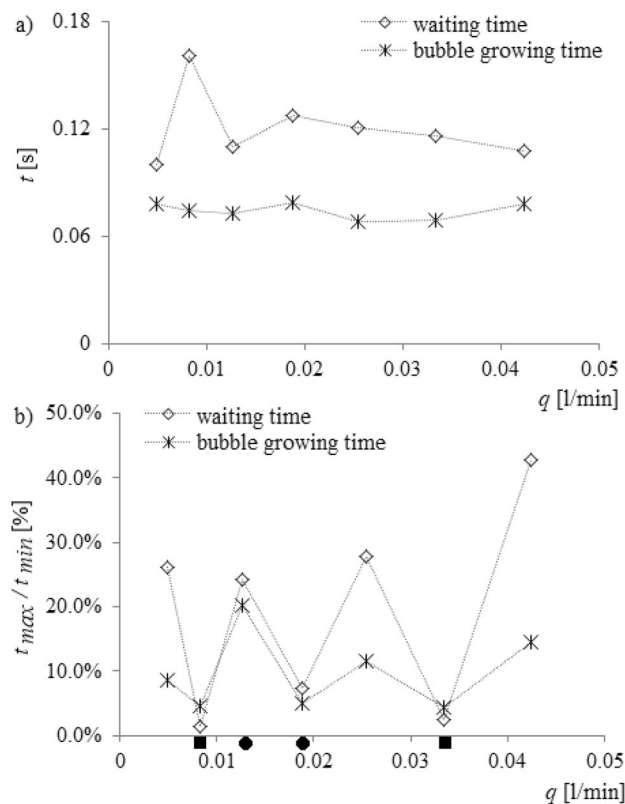 a)
0.18
waiting time
bubble growing time
0.12
t [s]
0.06
0
0 0.01 0.02 0.03 0.04 0.05
q [l/min]
b)
50.0%
waiting time
bubble growing time
40.0%
30.0%
t max / t min [%]
20.0%
10.0%
0.0%
0 0.01 0.02 0.03 0.04 0.05
q [l/min]